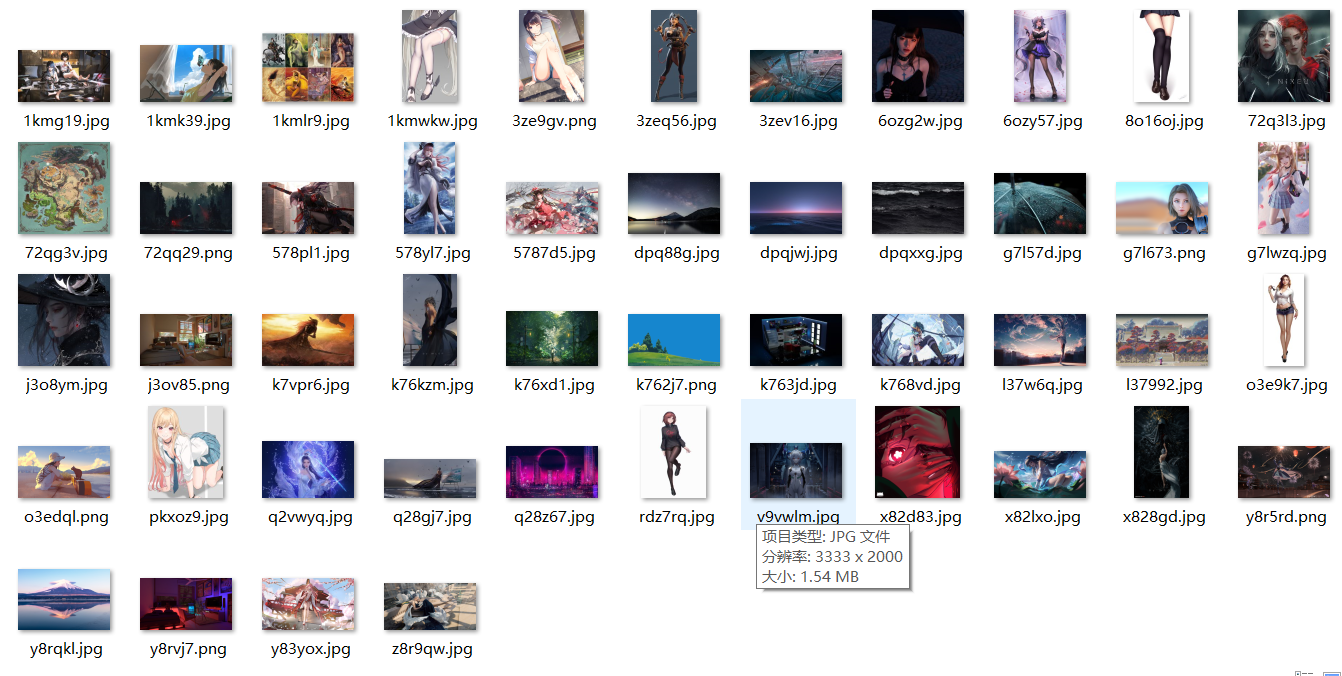 1kmg19.jpg 1kmk39.jpg 1kmlr9.jpg 1kmwkw.jpg 3ze9gv.png 3zeq56.jpg 3zev16.jpg 6ozg2w.jpg 6ozy57.jpg 8o16oj.jpg 72q3l3.jpg
NIXEU
72qg3v.jpg 72qq29.png 578pl1.jpg 578yl7.jpg 5787d5.jpg dpq88g.jpg dpqjwj.jpg dpqxxg.jpg g7l57d.jpg g7l673.png g7lwzq.jpg
j3o8ym.jpg j3ov85.png k7vpr6.jpg k76kzm.jpg k76xd1.jpg k762j7.png k763jd.jpg k768vd.jpg l37w6q.jpg l37992.jpg o3e9k7.jpg
o3edql.png pkxoz9.jpg q2vwyq.jpg q28gj7.jpg q28z67.jpg rdz7rq.jpg v9vwlm.jpg x82d83.jpg x82lxo.jpg x828gd.jpg y8r5rd.png
项目类型: JPG 文件
分辨率: 3333 x 2000
大小: 1.54 MB
y8rqkl.jpg y8rvj7.png y83yox.jpg z8r9qw.jpg